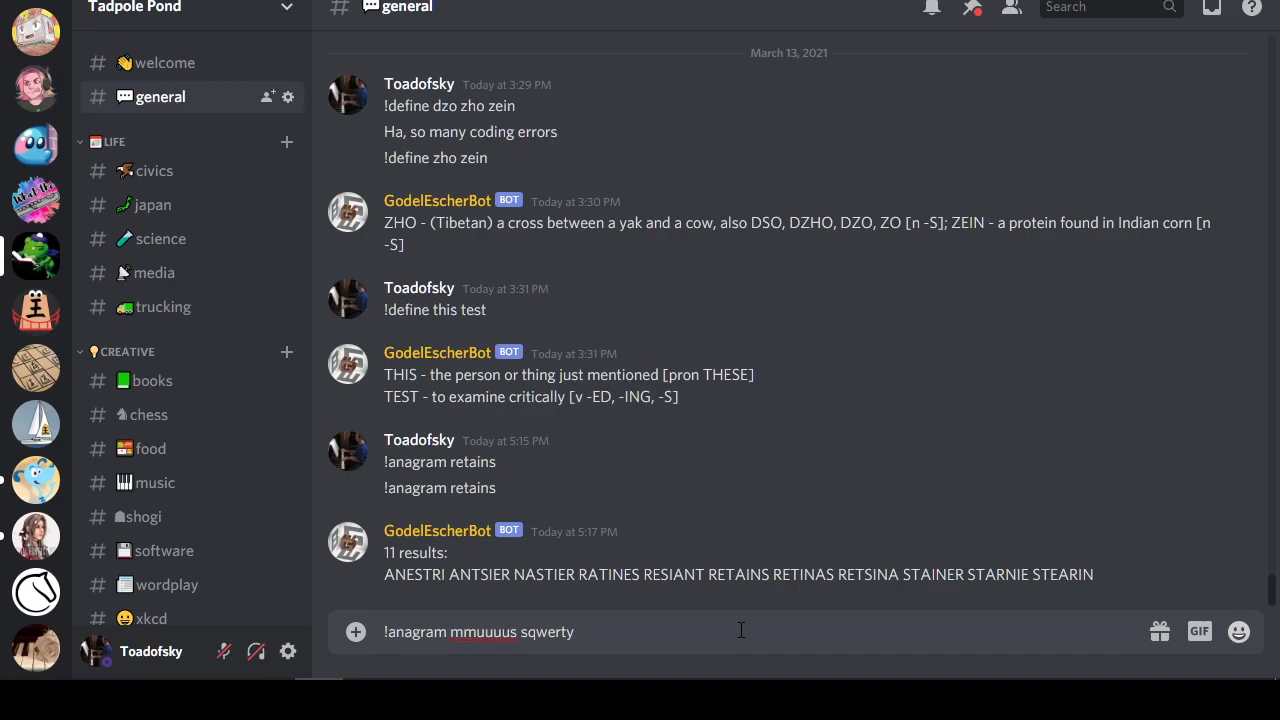 Tadpole Pond
# 💬general
Search
# 👋welcome
# 💬general
LIFE
# civics
# japan
# science
# media
# trucking
CREATIVE
# books
# chess
# food
# music
# shogi
# software
# wordplay
# xkcd
Toadofsky
March 13, 2021
Toadofsky Today at 3:29 PM
!define dzo zho zein
Ha, so many coding errors
!define zho zein
GodelEscherBot BOT Today at 3:30 PM
ZHO - (Tibetan) a cross between a yak and a cow, also DSO, DZHO, DZO, ZO [n -S]; ZEIN - a protein found in Indian corn [n
-S]
Toadofsky Today at 3:31 PM
!define this test
GodelEscherBot BOT Today at 3:31 PM
THIS - the person or thing just mentioned [pron THESE]
TEST - to examine critically [v -ED, -ING, -S]
Toadofsky Today at 5:15 PM
!anagram retains
!anagram retains
GodelEscherBot BOT Today at 5:17 PM
11 results:
ANESTRI ANTSIER NASTIER RATINES RESIANT RETAINS RETINAS RETSINA STAINER STARNIE STEARIN
!anagram mmuuuus sqwerty
GIF